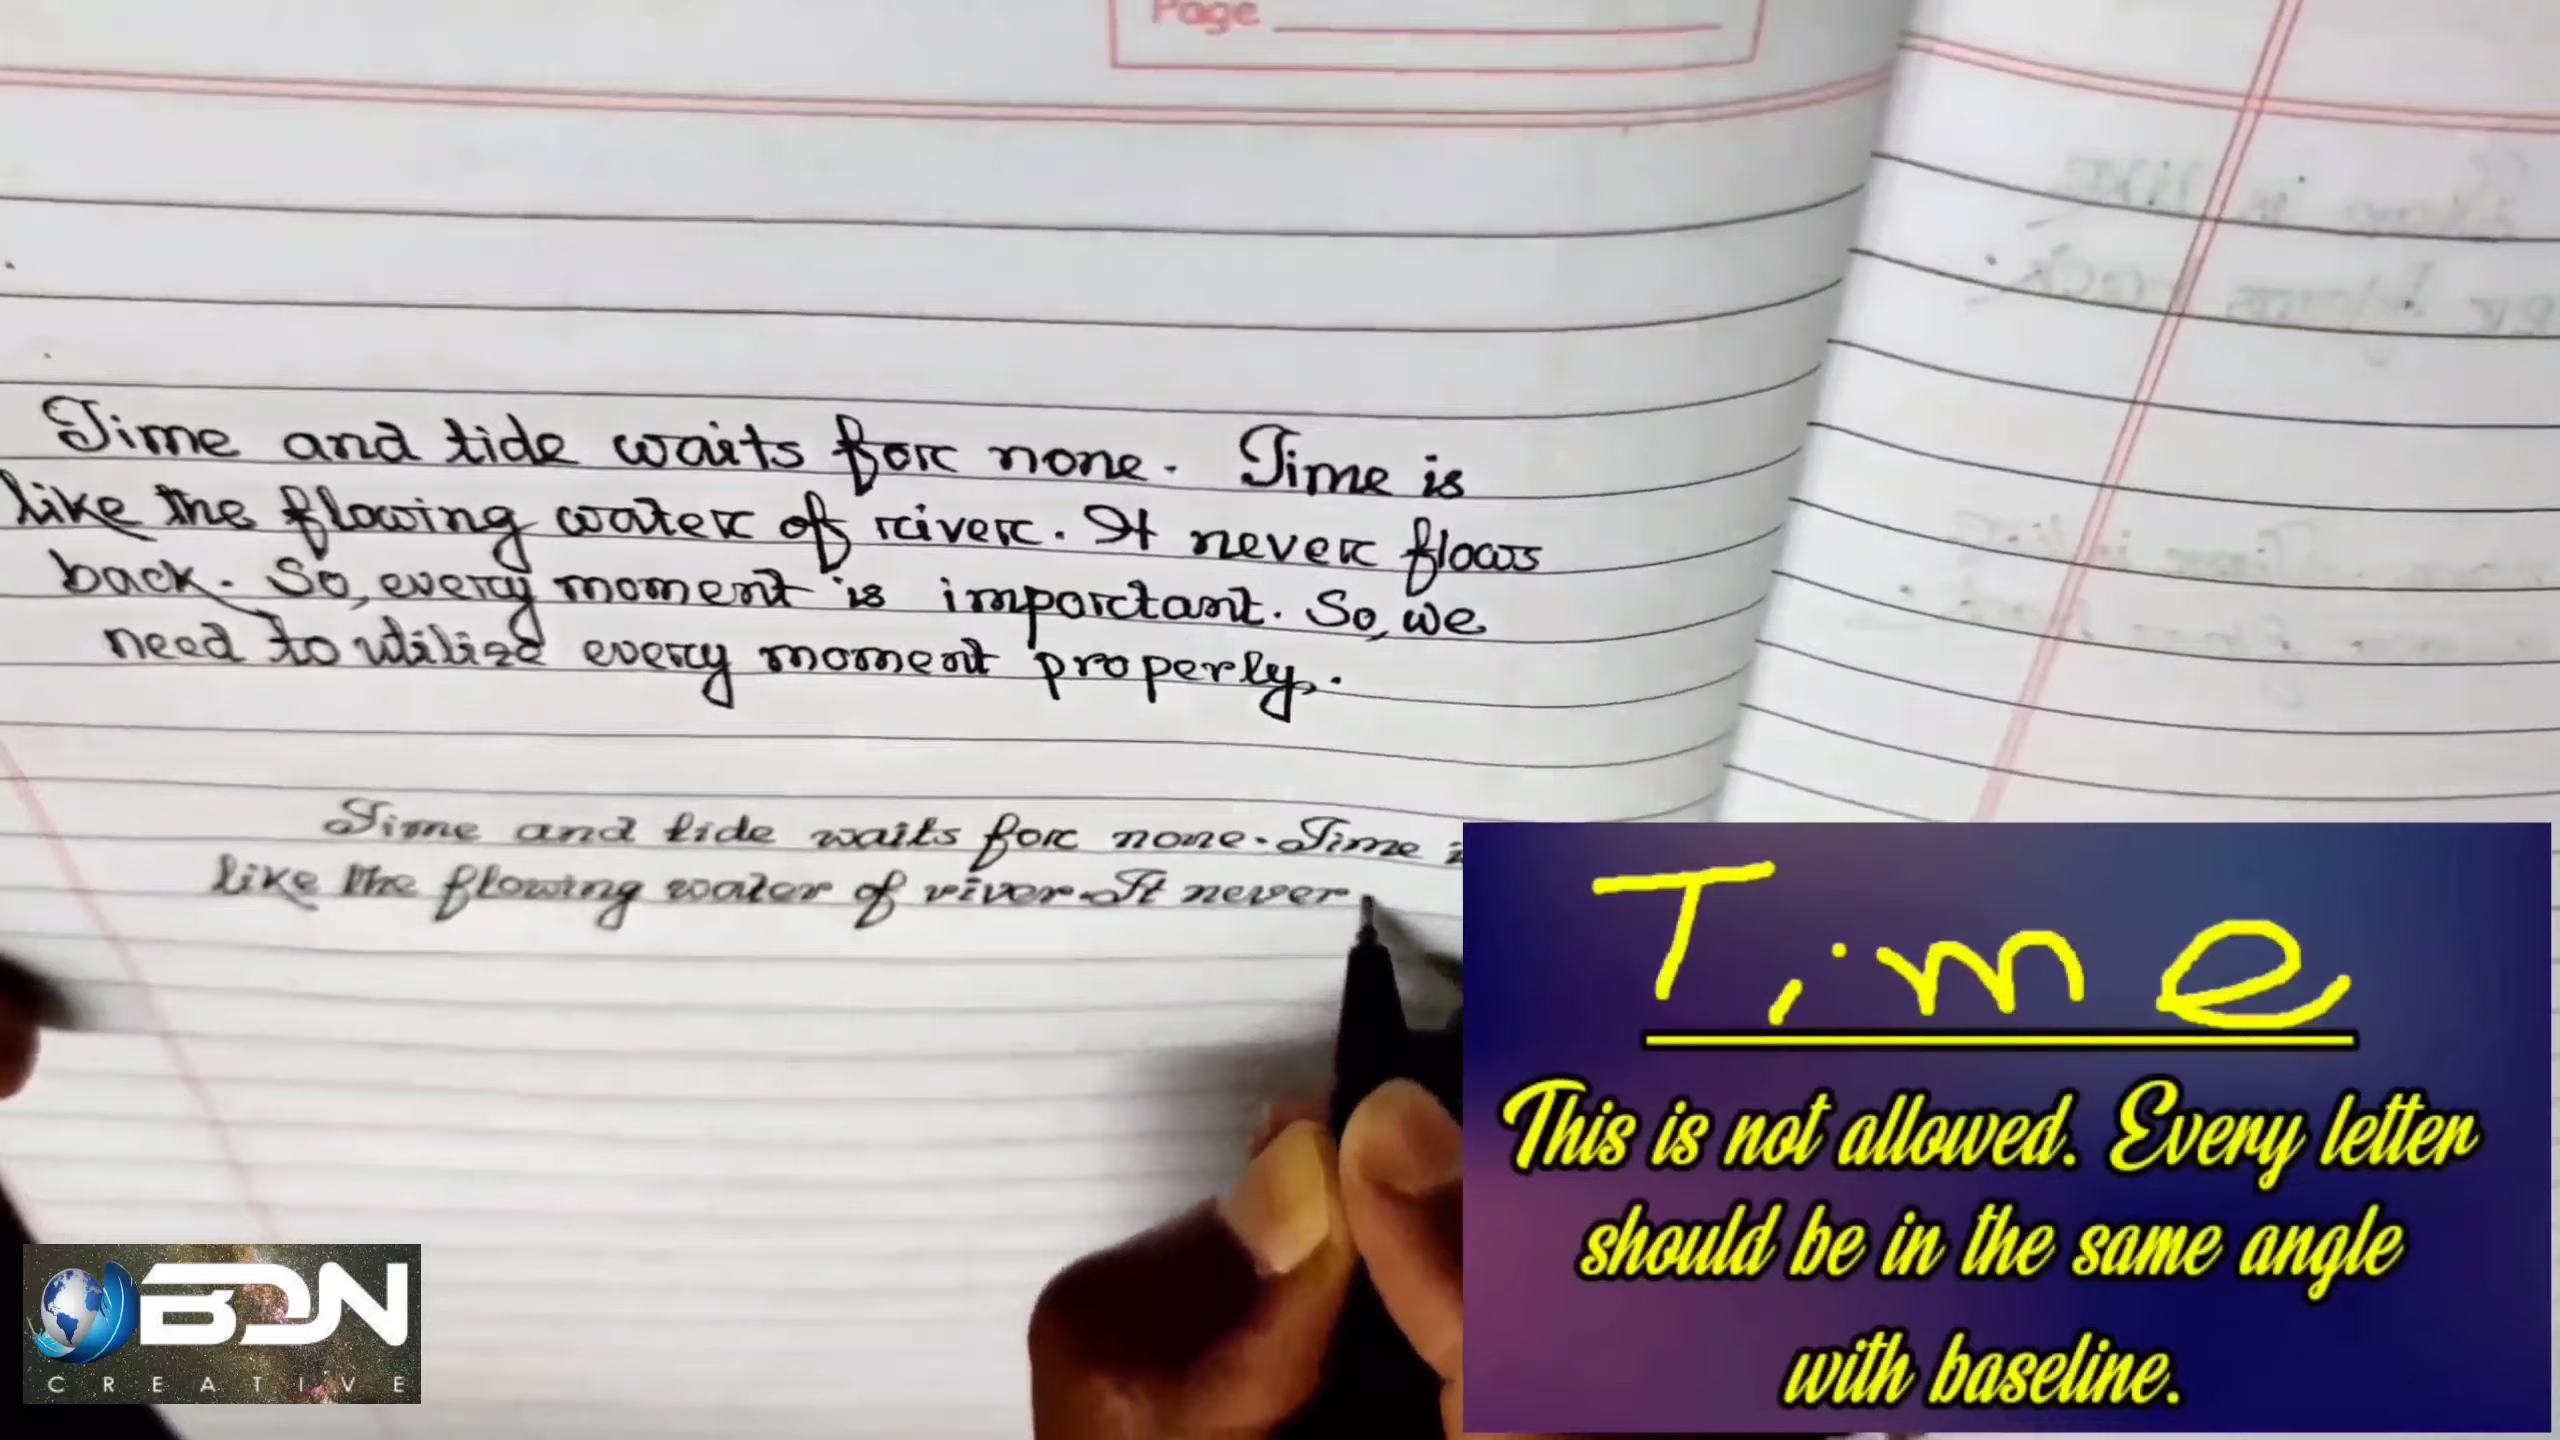 Page
Time and tide waits for none. Time is
like the flowing water of river. It never flows
back. So, every moment is important. So, we
need to utilize every moment properly.
Time and tide waits for none. Time i
like the flowing water of river. It never
Time
This is not allowed. Every letter
should be in the same angle
with baseline.
BDN
CREATIVE